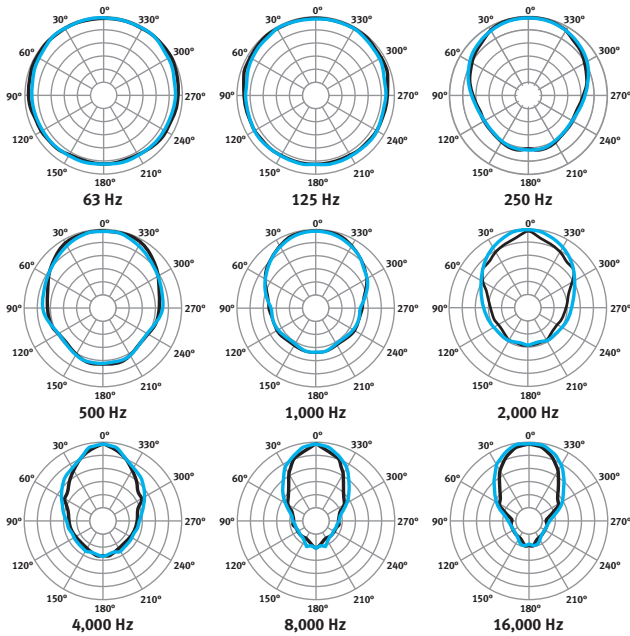 0° 0° 0°
30° 330° 30° 330° 30° 330°
60° 300° 60° 300° 60° 300°
90° 270° 90° 270° 90° 270°
120° 240° 120° 240° 120° 240°
150° 210° 150° 210° 150° 210°
180° 180° 180°
63 Hz 125 Hz 250 Hz
0° 0° 0°
30° 330° 30° 330° 30° 330°
60° 300° 60° 300° 60° 300°
90° 270° 90° 270° 90° 270°
120° 240° 120° 240° 120° 240°
150° 210° 150° 210° 150° 210°
180° 180° 180°
500 Hz 1,000 Hz 2,000 Hz
0° 0° 0°
30° 330° 30° 330° 30° 330°
60° 300° 60° 300° 60° 300°
90° 270° 90° 270° 90° 270°
120° 240° 120° 240° 120° 240°
150° 210° 150° 210° 150° 210°
180° 180° 180°
4,000 Hz 8,000 Hz 16,000 Hz